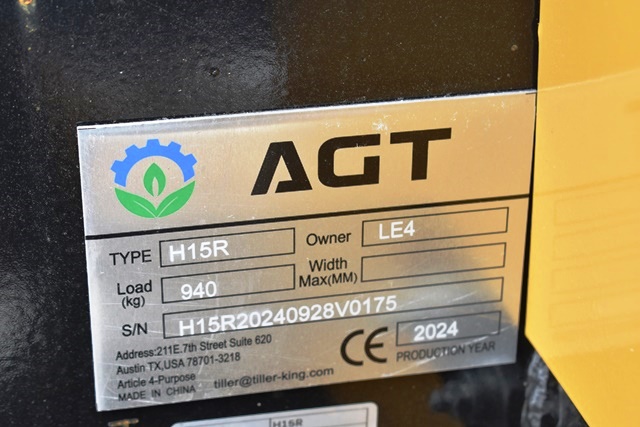 AGT
TYPE H15R Owner LE4
Load (kg) 940 Width Max(MM)
S/N H15R20240928V0175
Address:211E.7th Street Suite 620
Austin TX,USA 78701-3218
Article 4-Purpose
MADE IN CHINA tiller@tiller-king.com
CE 2024
PRODUCTION YEAR
H15R